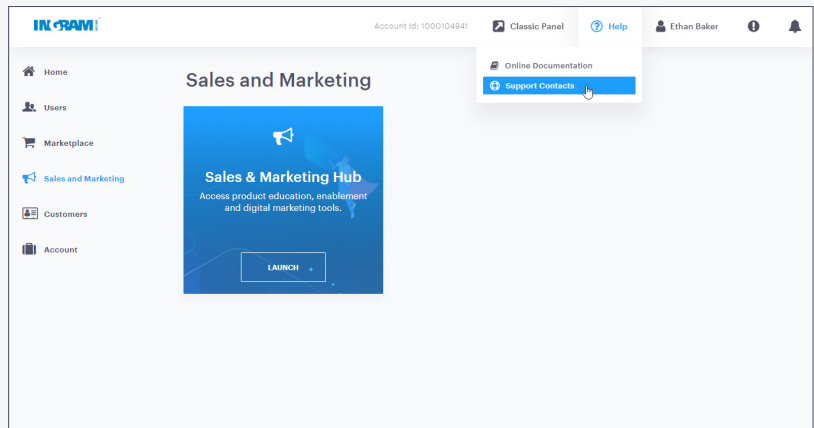 INGRAM
Account Id: 1000104941
Classic Panel
Help
Ethan Baker
Online Documentation
Support Contacts
Home
Users
Marketplace
Sales and Marketing
Customers
Account
Sales and Marketing
Sales & Marketing Hub
Access product education, enablement
and digital marketing tools.
LAUNCH